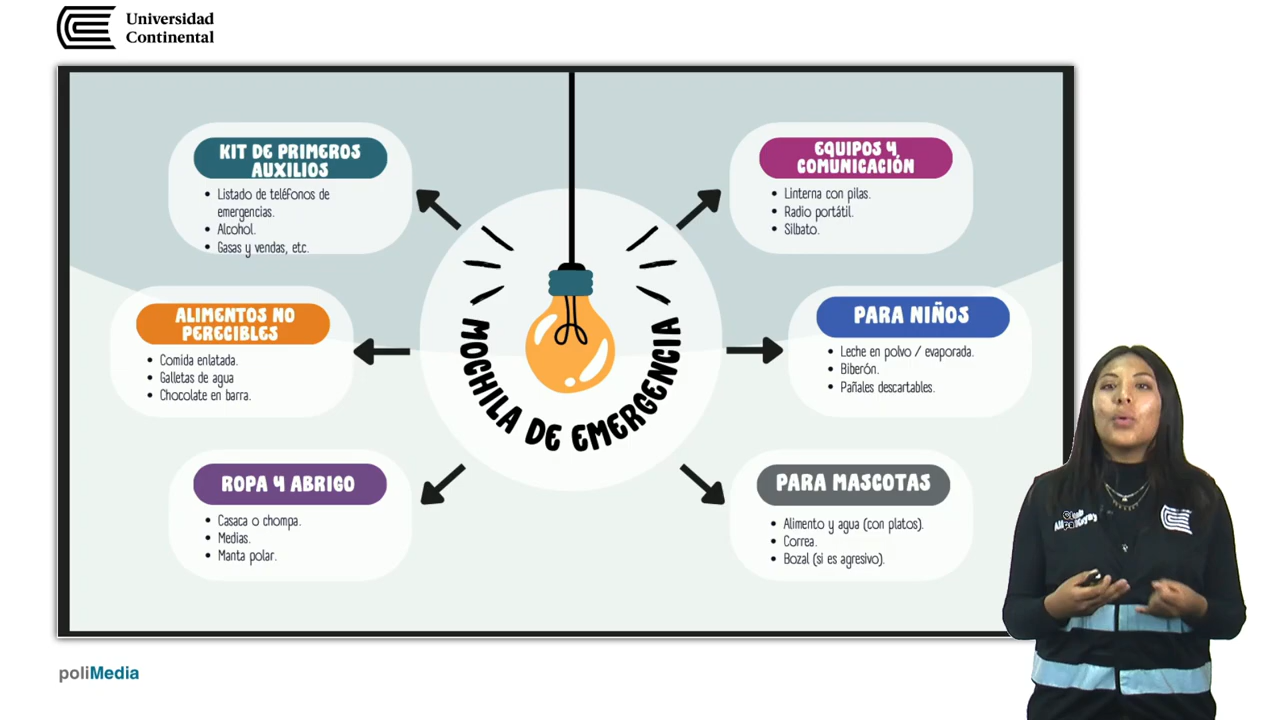 Universidad
Continental
KIT DE PRIMEROS
AUXILIOS
• Listado de teléfonos de
emergencias.
• Alcohol.
• Gasas y vendas, etc.
EQUIPOS Y
COMUNICACIÓN
• Linterna con pilas.
• Radio portátil.
• Silbato.
ALIMENTOS NO
PERECIBLES
• Comida enlatada.
• Galletas de agua
• Chocolate en barra.
PARA NIÑOS
• Leche en polvo / evaporada.
• Biberón.
• Pañales descartables.
MOCHILA DE EMERGENCIA
ROPA Y ABRIGO
• Casaca o chompa.
• Medias.
• Manta polar.
PARA MASCOTAS
• Alimento y agua (con platos).
• Correa.
• Bozal (si es agresivo).
poliMedia